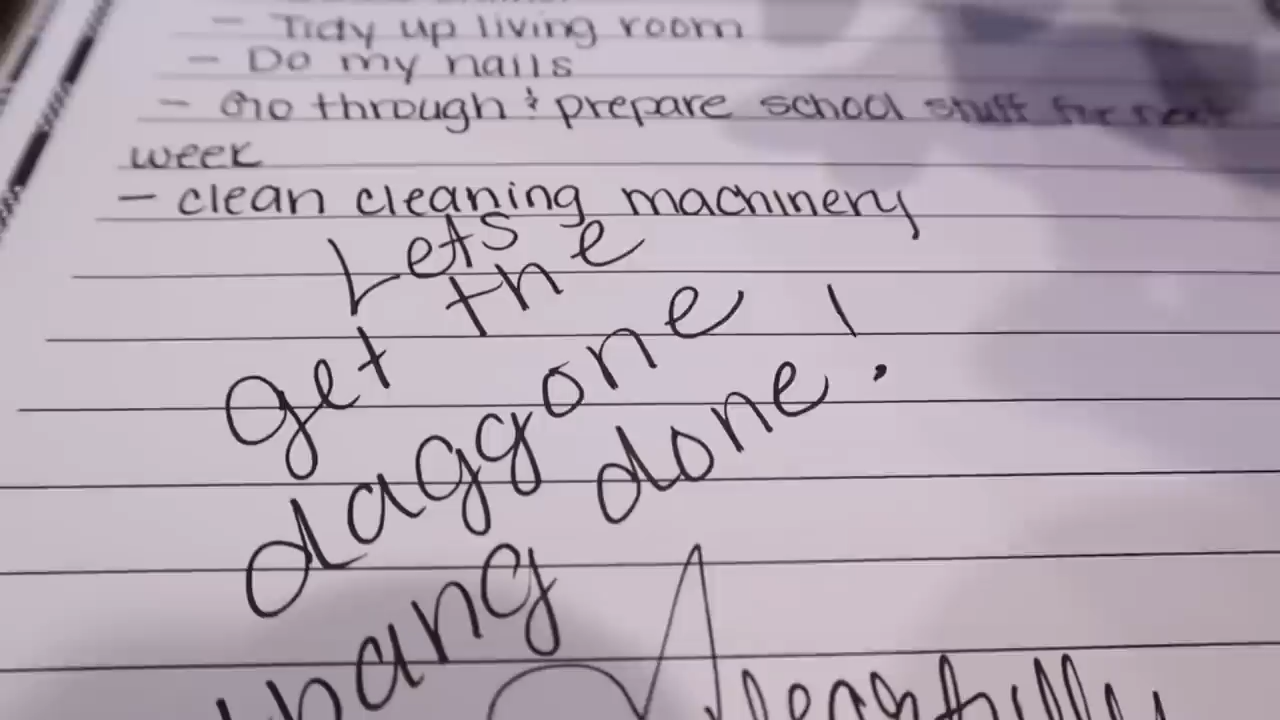 - Tidy up living room
- Do my nails
- Go through & prepare school stuff for next
week
- clean cleaning machinery
Lets
get the
daggone
bang done!